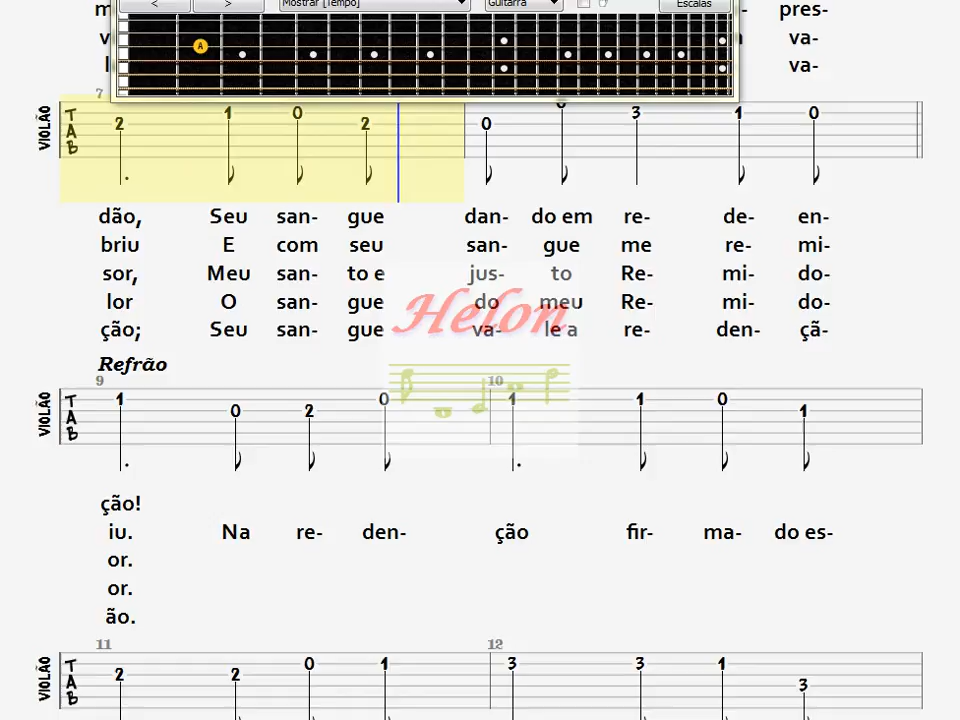 m
< > Mostrar [Tempo] Guitarra Escalas
- pres-
v va-
l va-
A
7
VIOLÃO TAB 2 1 0 2 0 3 1 0
dão, Seu san- gue dan- do em re- de- en-
briu E com seu san- gue me re- mi-
sor, Meu san- to e jus- to Re- mi- do-
lor O san- gue do meu Re- mi- do-
ção; Seu san- gue va- le a re- den- çã-
Helon
Refrão
9 10
VIOLÃO TAB 1 0 2 0 1 1 0 1
ção!
iu. Na re- den- ção fir- ma- do es-
or.
or.
ão.
11 12
VIOLÃO TAB 2 2 0 1 3 3 1 3